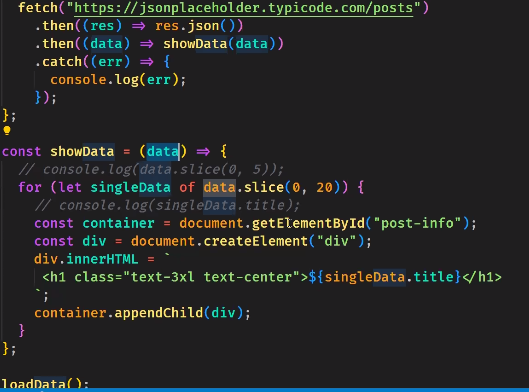 fetch("https://jsonplaceholder.typicode.com/posts")
.then((res) => res.json())
.then((data) => showData(data))
.catch((err) => {
console.log(err);
});
};
const showData = (data) => {
// console.log(data.slice(0, 5));
for (let singleData of data.slice(0, 20)) {
// console.log(singleData.title);
const container = document.getElementById("post-info");
const div = document.createElement("div");
div.innerHTML = `
<h1 class="text-3xl text-center">${singleData.title}</h1>
`;
container.appendChild(div);
}
};
loadData();